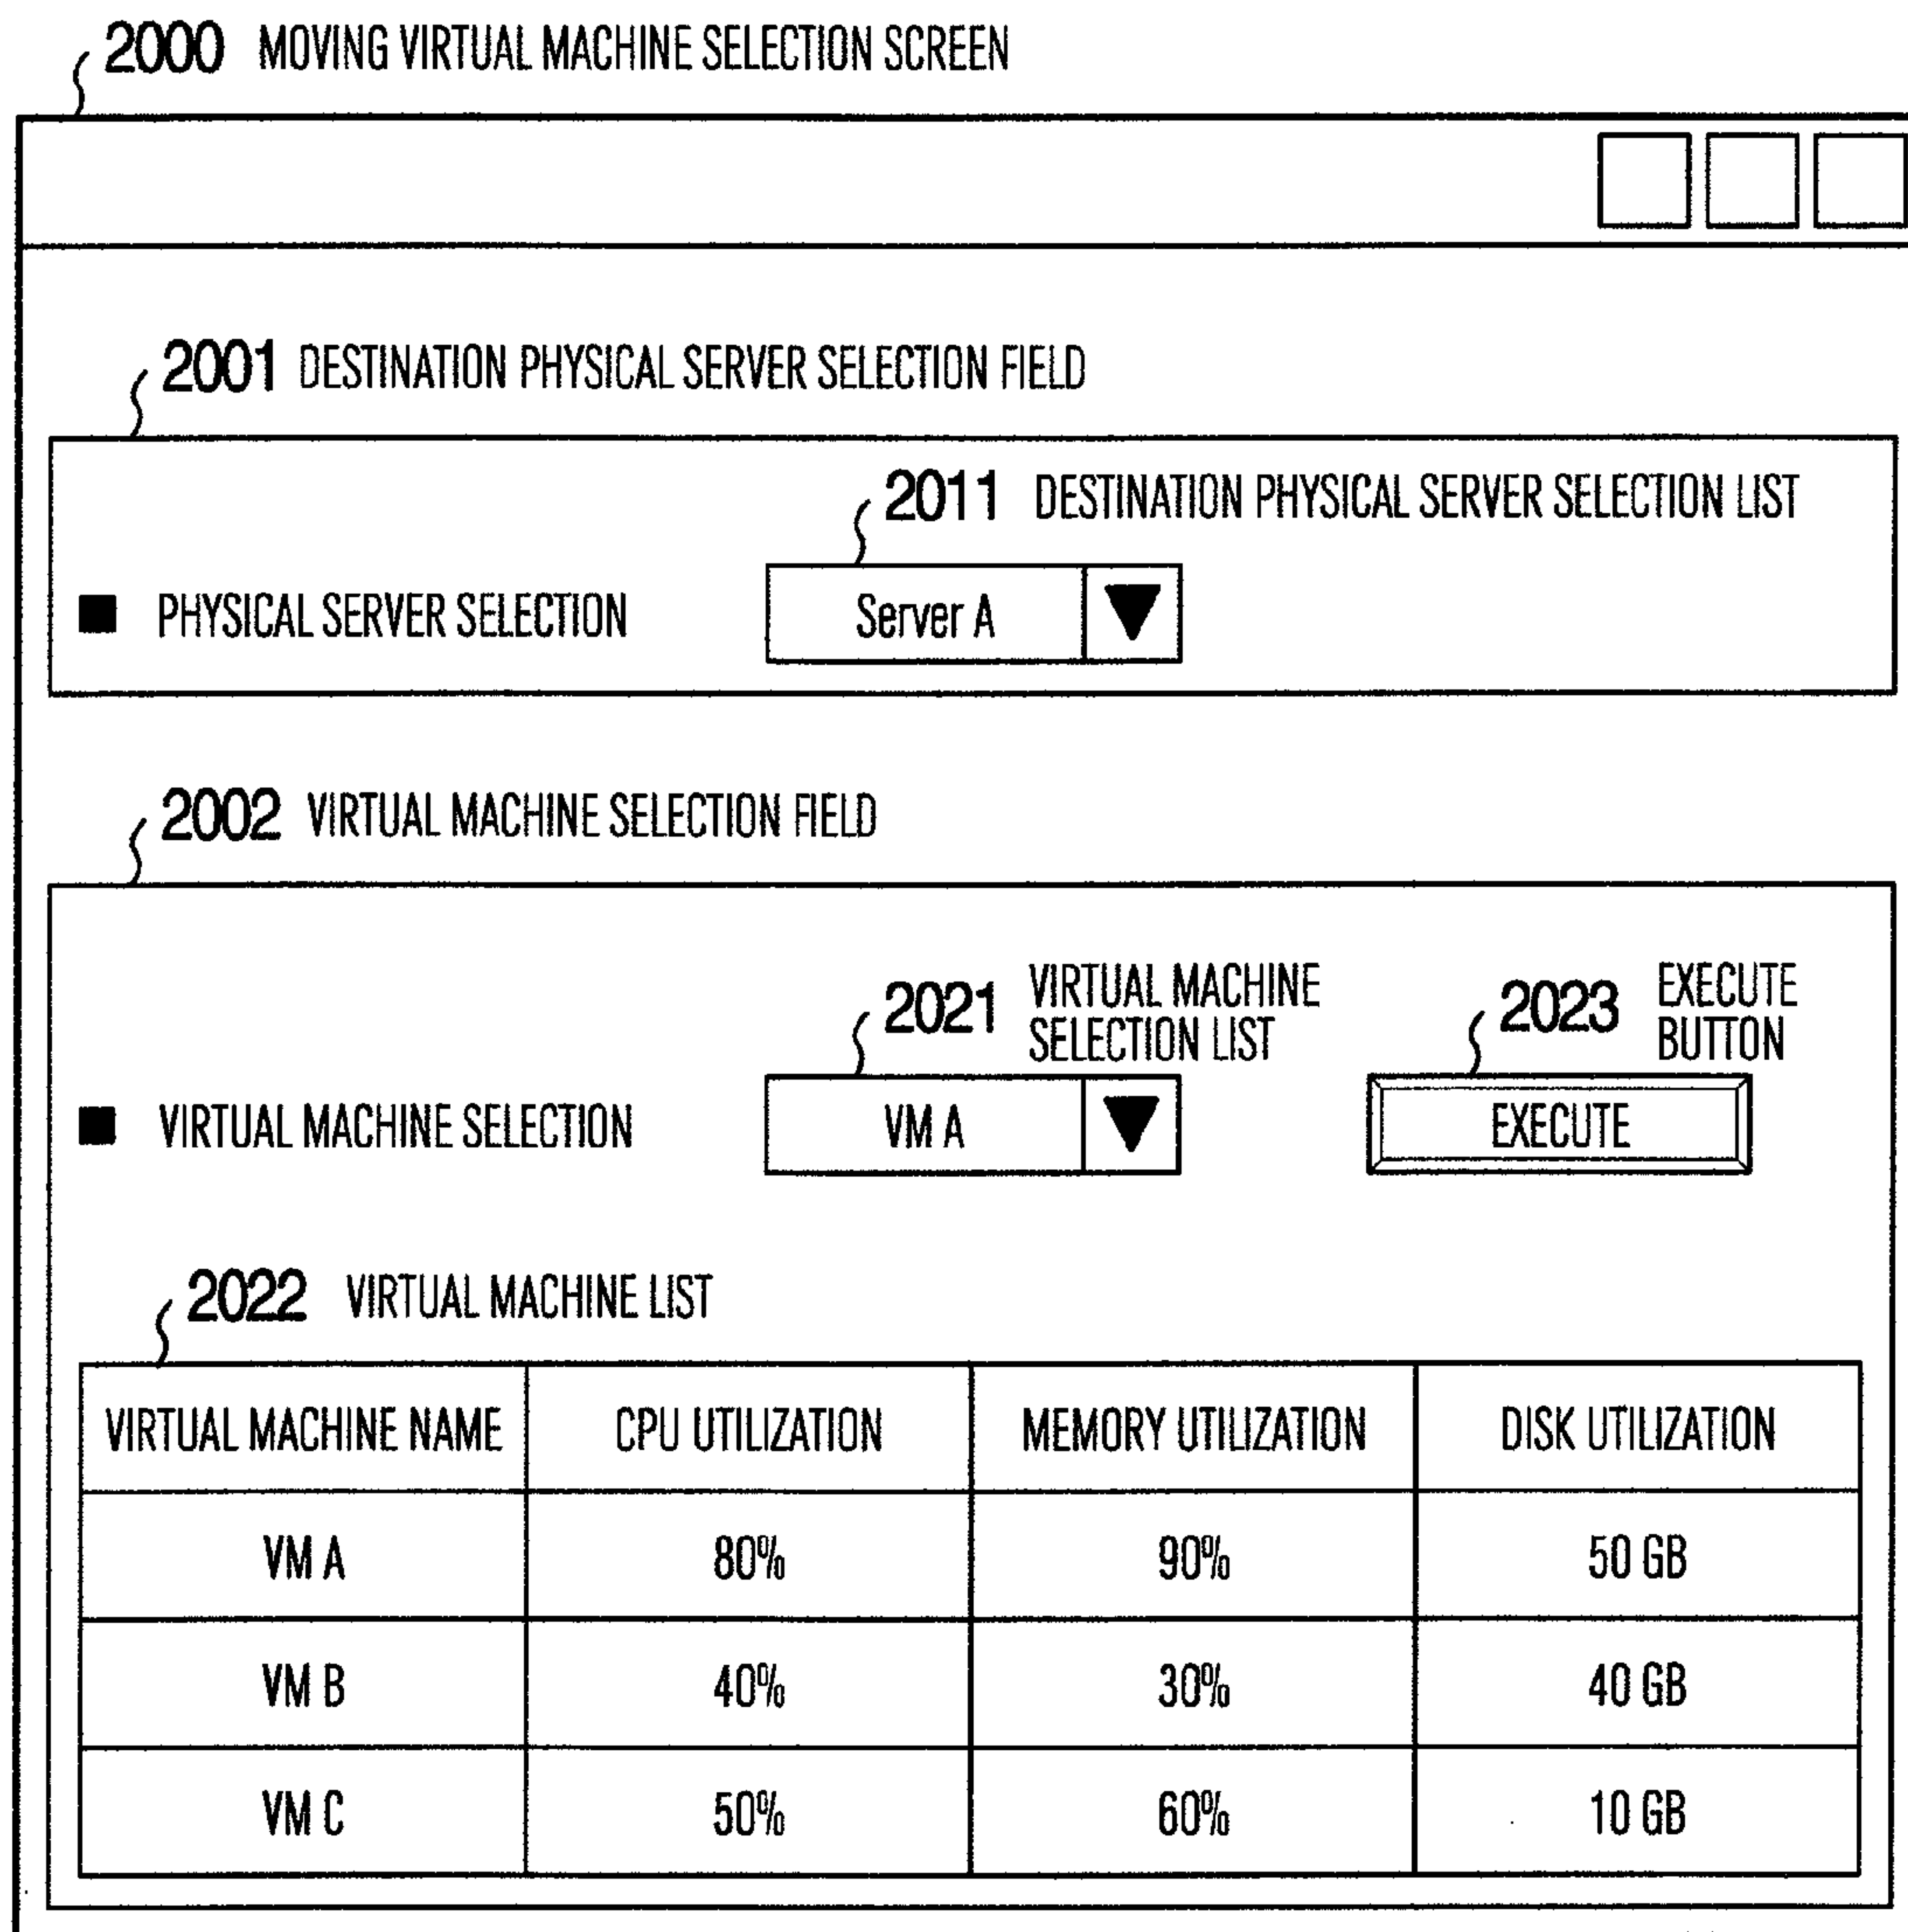 2000 MOVING VIRTUAL MACHINE SELECTION SCREEN
2001 DESTINATION PHYSICAL SERVER SELECTION FIELD
2011 DESTINATION PHYSICAL SERVER SELECTION LIST
PHYSICAL SERVER SELECTION Server A
2002 VIRTUAL MACHINE SELECTION FIELD
2021 VIRTUAL MACHINE SELECTION LIST
2023 EXECUTE BUTTON
VIRTUAL MACHINE SELECTION VM A EXECUTE
2022 VIRTUAL MACHINE LIST
VIRTUAL MACHINE NAME CPU UTILIZATION MEMORY UTILIZATION DISK UTILIZATION
VM A 80% 90% 50 GB
VM B 40% 30% 40 GB
VM C 50% 60% 10 GB